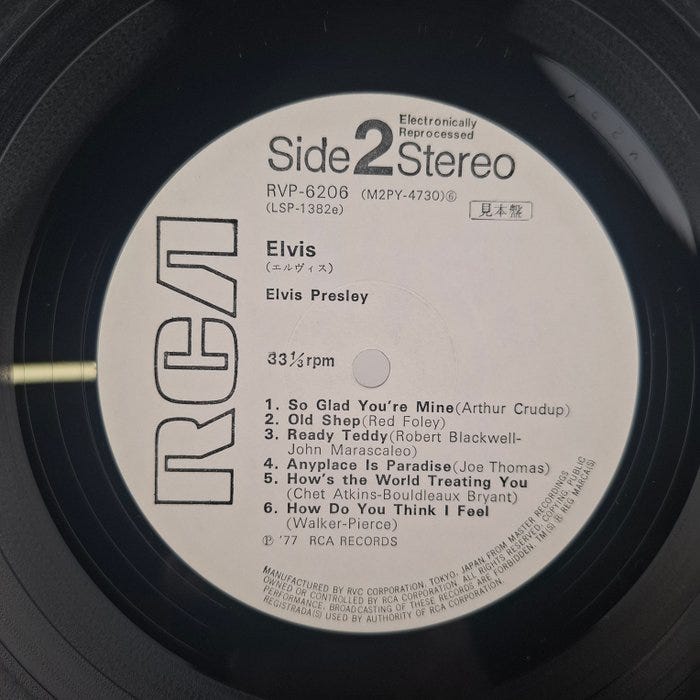 Electronically
Reprocessed
Side 2 Stereo
RVP-6206 (M2PY-4730)⑥
(LSP-1382e)
見本盤
RCA
Elvis
(エルヴィス)
Elvis Presley
33⅓rpm
1. So Glad You're Mine(Arthur Crudup)
2. Old Shep(Red Foley)
3. Ready Teddy(Robert Blackwell-
John Marascaleo)
4. Anyplace Is Paradise(Joe Thomas)
5. How's the World Treating You
(Chet Atkins-Bouldleaux Bryant)
6. How Do You Think I Feel
(Walker-Pierce)
℗ '77 RCA RECORDS
MANUFACTURED BY RVC CORPORATION, TOKYO, JAPAN FROM MASTER RECORDINGS
OWNED OR CONTROLLED BY RCA CORPORATION. ALL RIGHTS RESERVED. COPYING, PUBLIC
PERFORMANCE, BROADCASTING OF THESE RECORDS ARE FORBIDDEN. TM(S) ® REG MARCA(S)
REGISTRADA(S) USED BY AUTHORITY OF RCA CORPORATION.